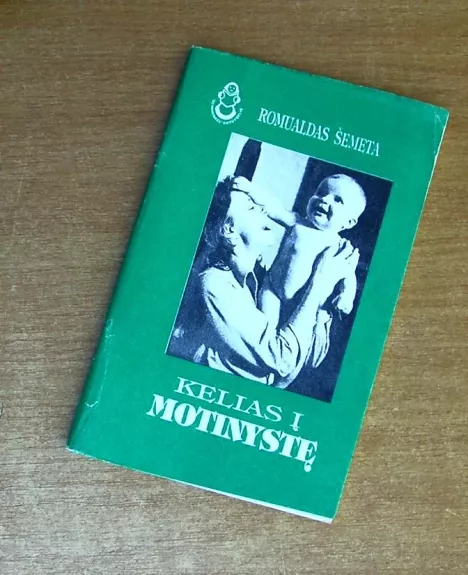 ROMUALDAS ŠEMETA
KELIAS Į
MOTINYSTĘ